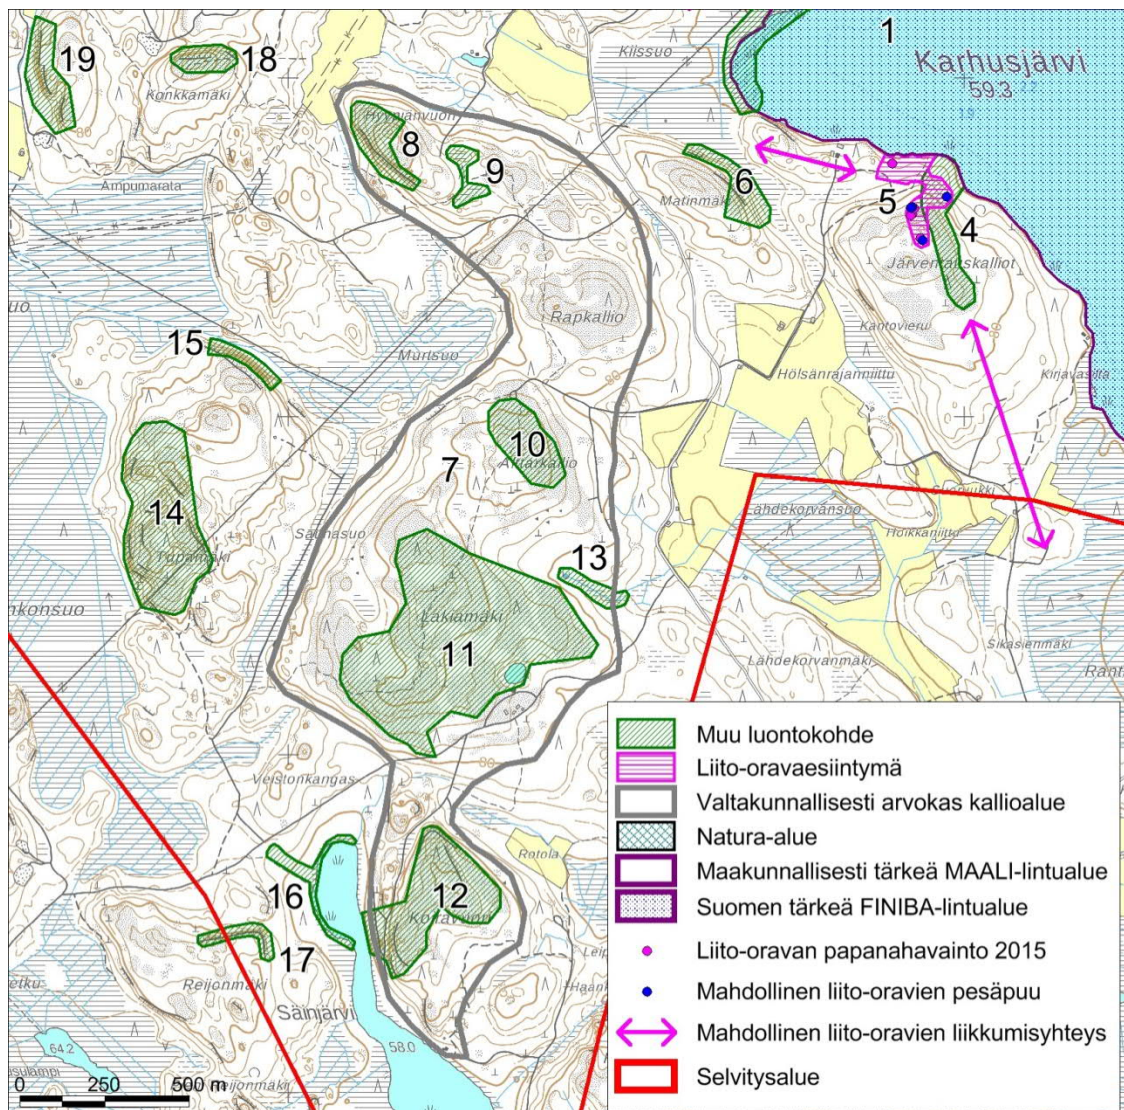 19
18
Konkkamäki
Ampumarata
8
9
Kiissuo
1
Karhusjärvi
59.3
6
Matinmäki
5
4
Kantovieru
Kirjavasilta
Hölsänrajanniittu
Rapkallio
Murtsuo
15
10
7
14
13
Lähdekorvansuo
Hoikkaniittu
Sikasienmäki
Lähdekorvanmäki
Lakiamäki
11
Veistonkangas
Rotola
12
16
17
Reijonmäki
Säinjärvi
58.0
64.2
0 250 500 m
Muu luontokohde
Liito-oravaesiintymä
Valtakunnallisesti arvokas kallioalue
Natura-alue
Maakunnallisesti tärkeä MAALI-lintualue
Suomen tärkeä FINIBA-lintualue
Liito-oravan papanahavainto 2015
Mahdollinen liito-oravien pesäpuu
Mahdollinen liito-oravien liikkumisyhteys
Selvitysalue